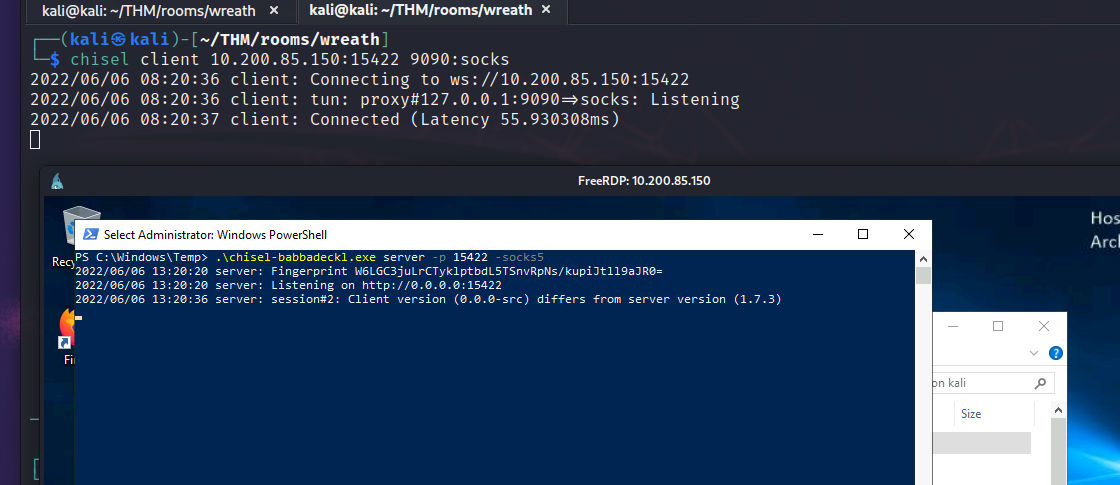 kali@kali: ~/THM/rooms/wreath × kali@kali: ~/THM/rooms/wreath ×
┌──(kali㉿kali)-[~/THM/rooms/wreath]
└─$ chisel client 10.200.85.150:15422 9090:socks
2022/06/06 08:20:36 client: Connecting to ws://10.200.85.150:15422
2022/06/06 08:20:36 client: tun: proxy#127.0.0.1:9090=>socks: Listening
2022/06/06 08:20:37 client: Connected (Latency 55.930308ms)
FreeRDP: 10.200.85.150
Hos
Arc
Select Administrator: Windows PowerShell
Recy
PS C:\Windows\Temp> .\chisel-babbadeckl.exe server -p 15422 -socks5
2022/06/06 13:20:20 server: Fingerprint W6LGC3juLrCTyklptbdL5TSnvRpNs/kupiJtll9aJR0=
2022/06/06 13:20:20 server: Listening on http://0.0.0.0:15422
2022/06/06 13:20:36 server: session#2: Client version (0.0.0-src) differs from server version (1.7.3)
Fi
on kali
Size